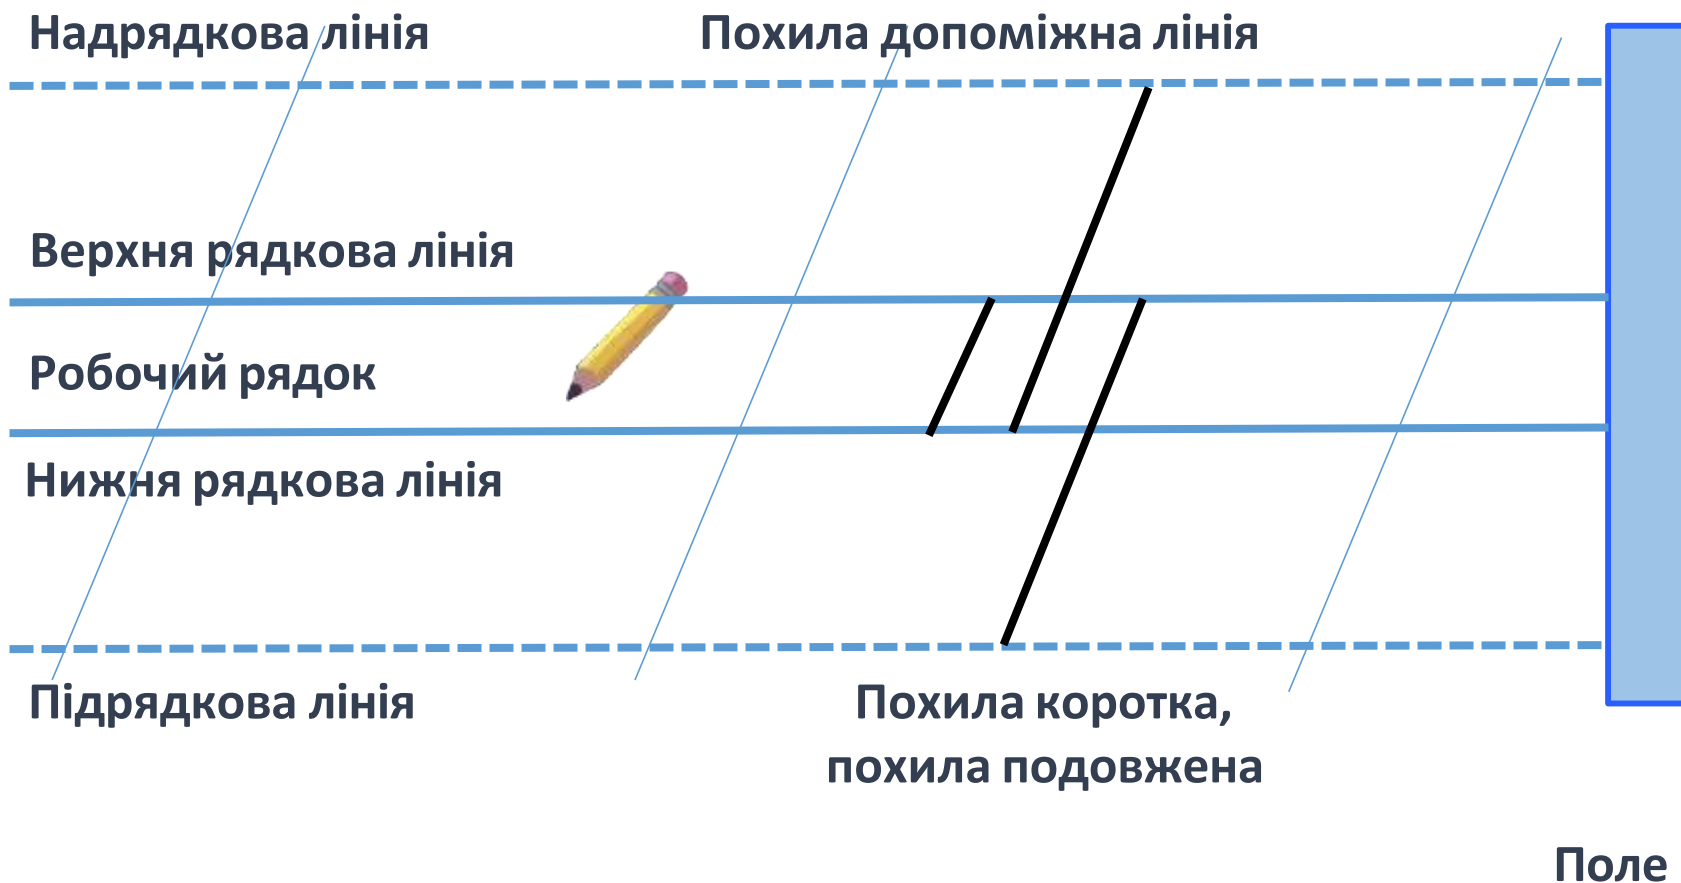 Надрядкова лінія
Похила допоміжна лінія
Верхня рядкова лінія
Робочий рядок
Нижня рядкова лінія
Підрядкова лінія
Похила коротка,
похила подовжена
Поле